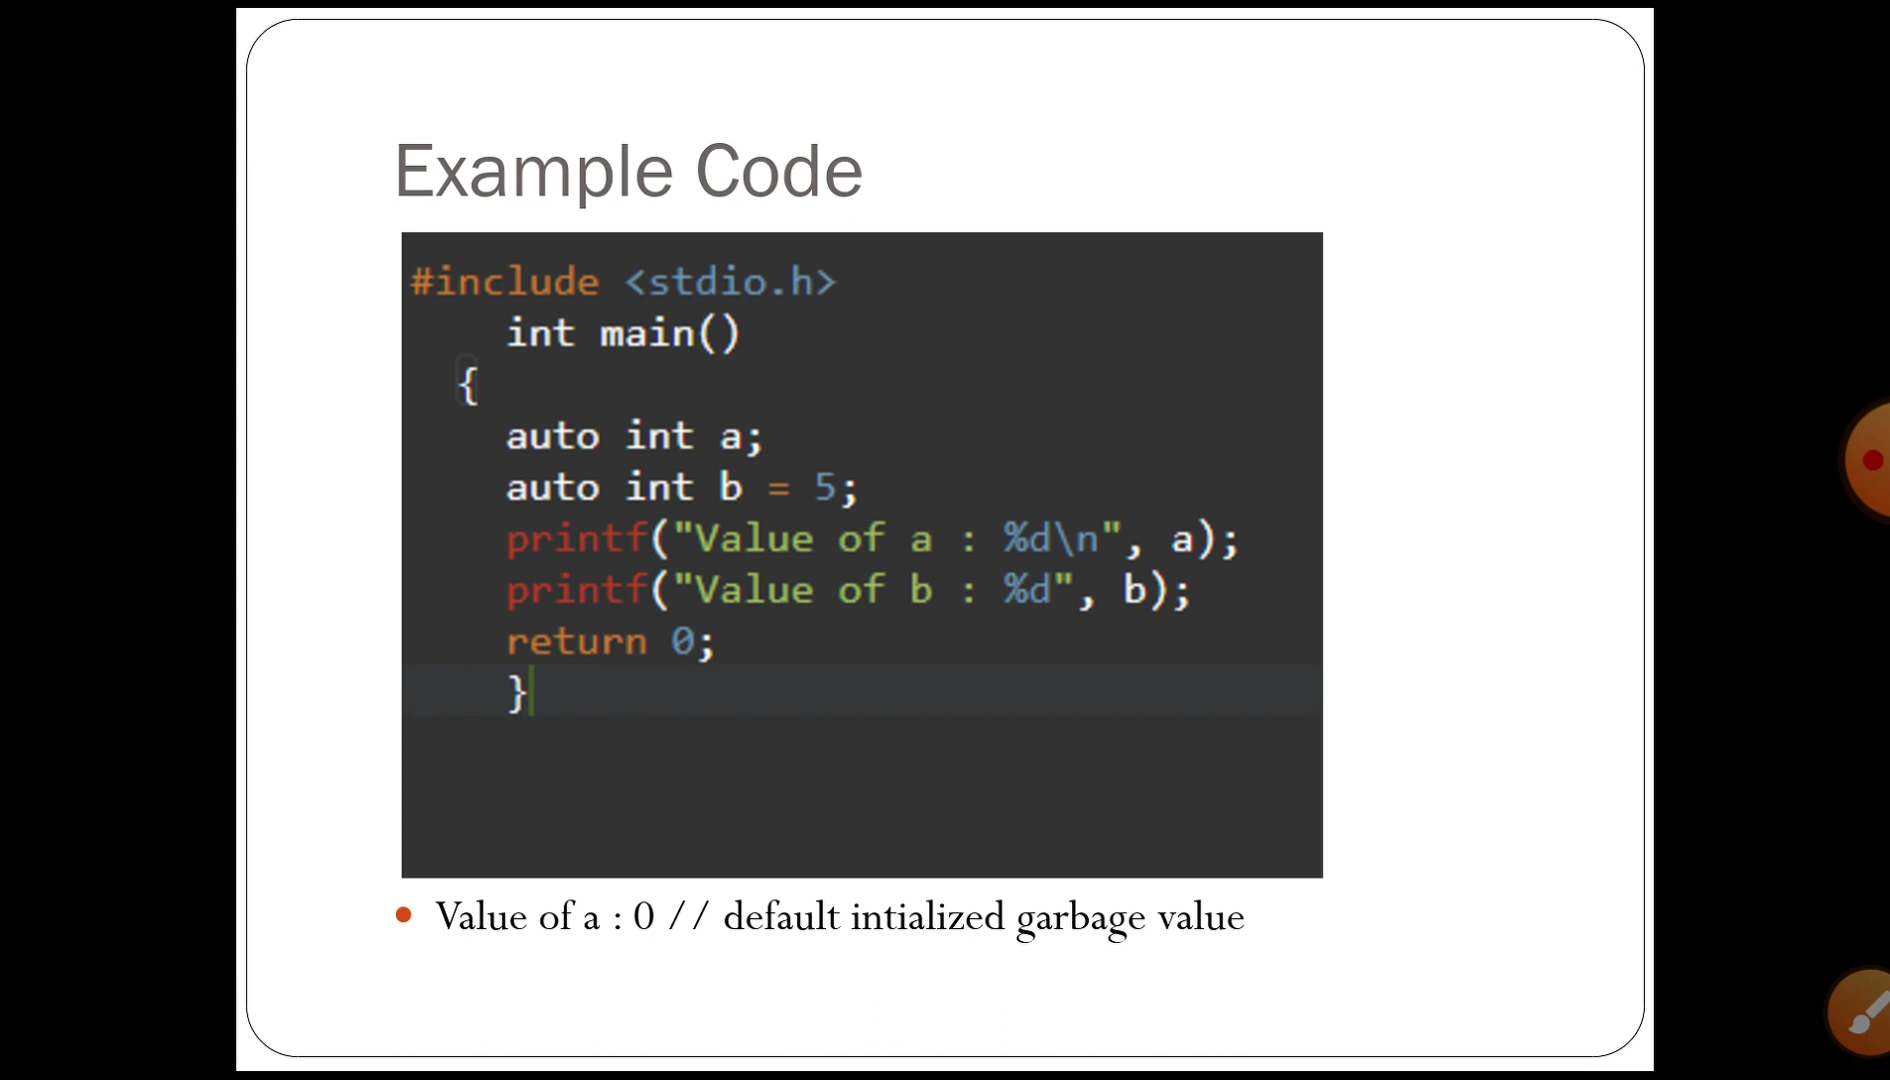 Example Code
#include <stdio.h>
int main()
{
auto int a;
auto int b = 5;
printf("Value of a : %d\n", a);
printf("Value of b : %d", b);
return 0;
}
• Value of a : 0 // default intialized garbage value